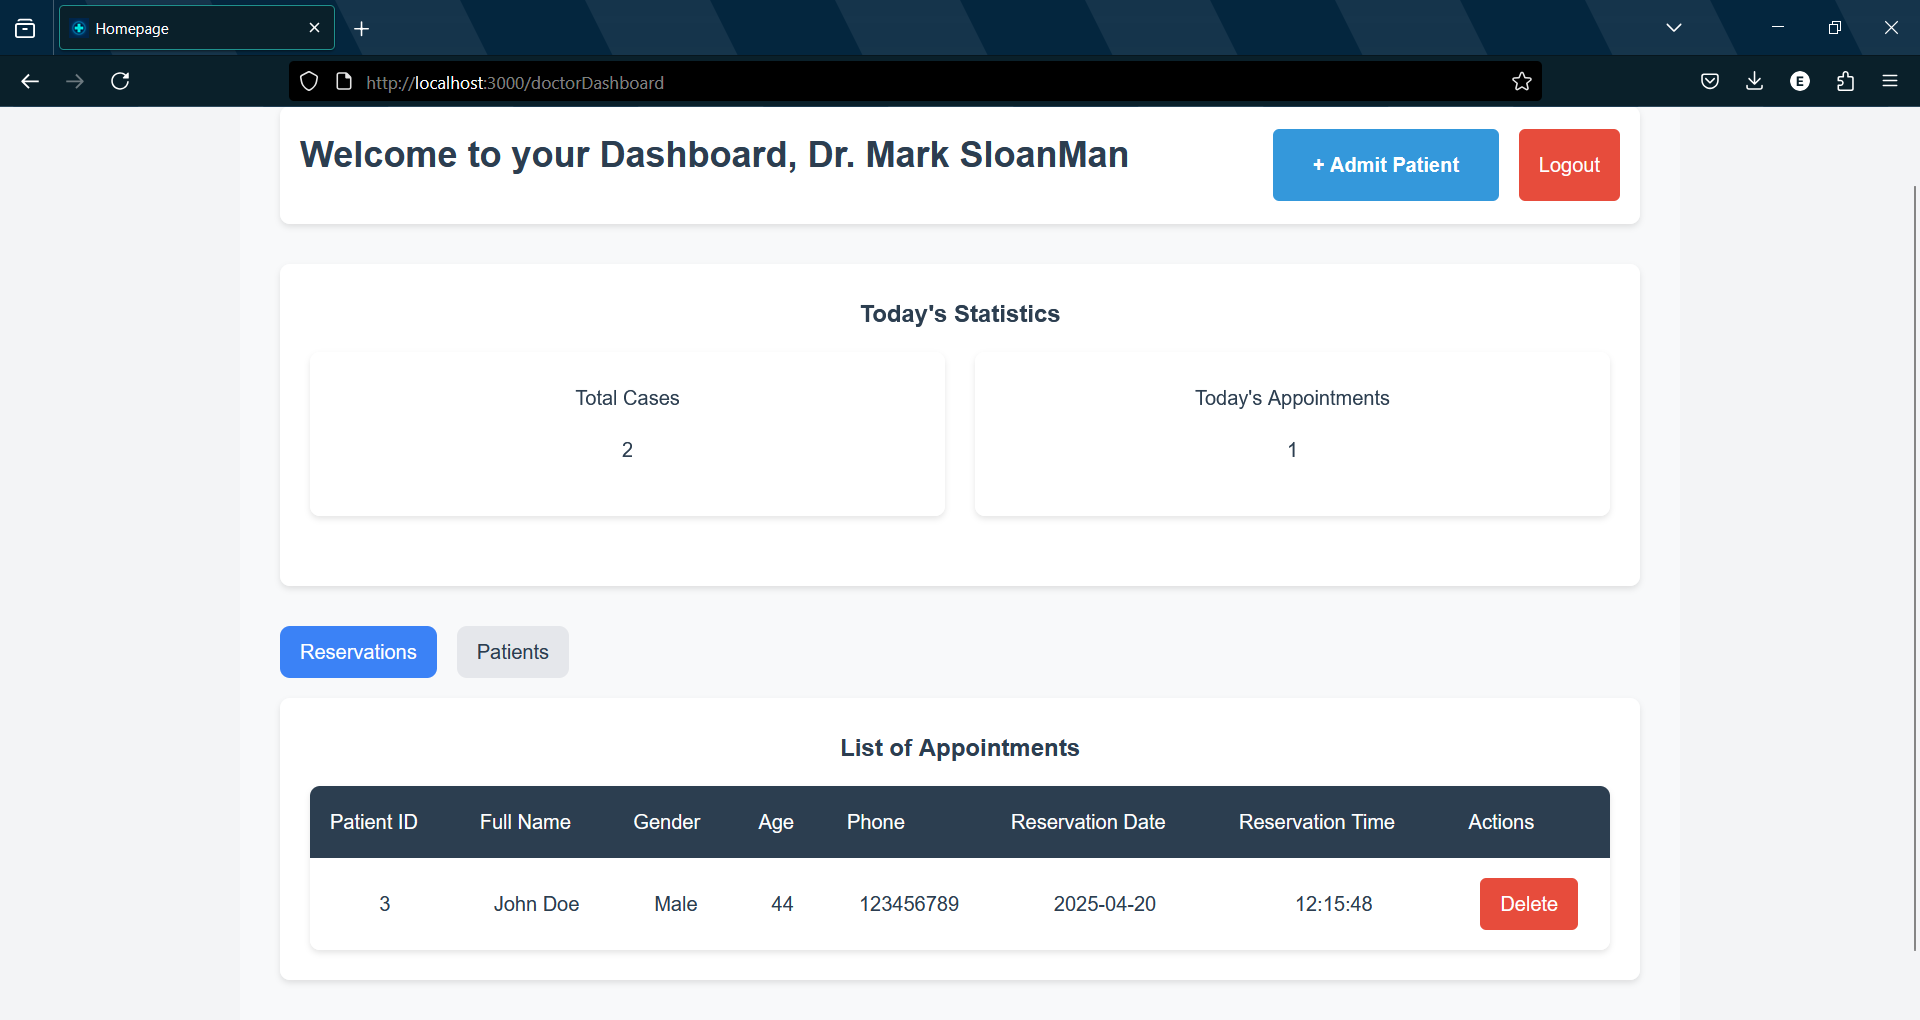 Homepage
http://localhost:3000/doctorDashboard
E
Welcome to your Dashboard, Dr. Mark SloanMan
+ Admit Patient
Logout
Today's Statistics
Total Cases
2
Today's Appointments
1
Reservations
Patients
List of Appointments
Patient ID Full Name Gender Age Phone Reservation Date Reservation Time Actions
3 John Doe Male 44 123456789 2025-04-20 12:15:48 Delete